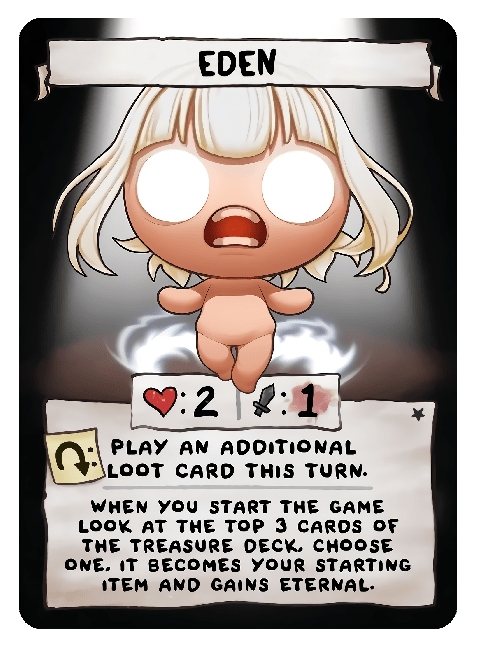 EDEN
: 2 : 1
: PLAY AN ADDITIONAL
LOOT CARD THIS TURN.
WHEN YOU START THE GAME
LOOK AT THE TOP 3 CARDS OF
THE TREASURE DECK. CHOOSE
ONE. IT BECOMES YOUR STARTING
ITEM AND GAINS ETERNAL.